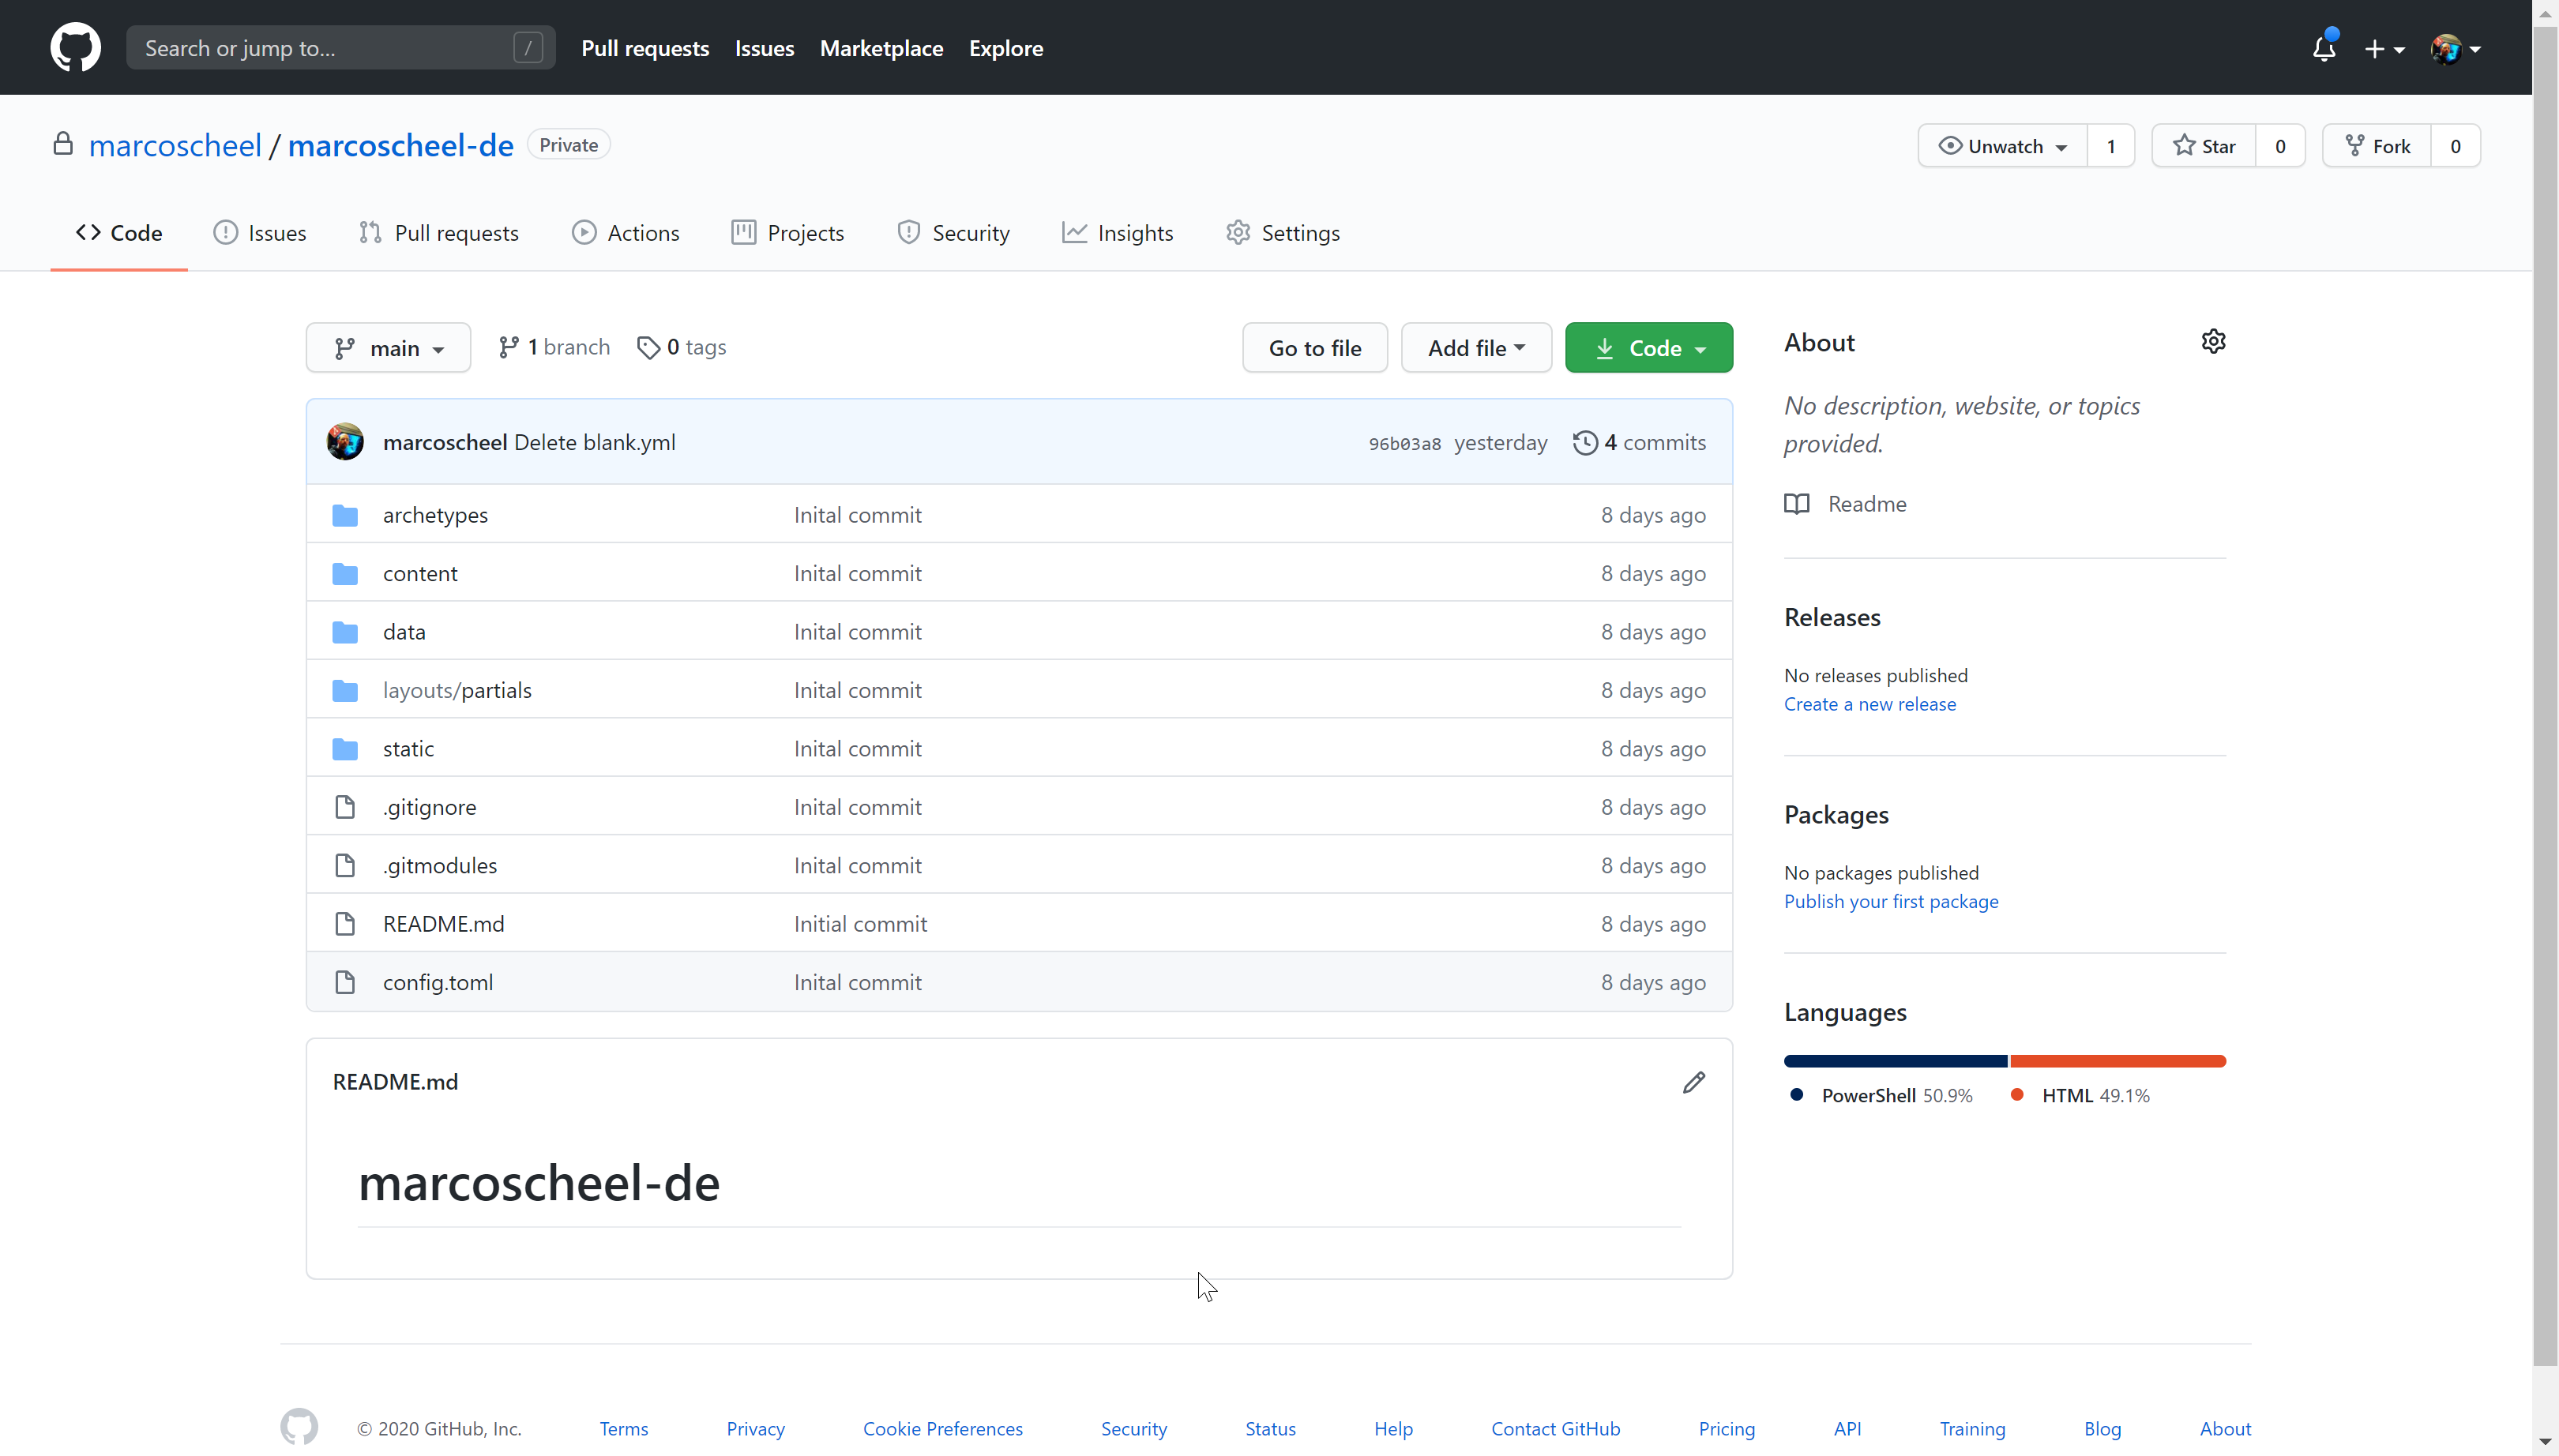 Search or jump to... / Pull requests Issues Marketplace Explore
marcoscheel / marcoscheel-de Private Unwatch 1 Star 0 Fork 0
Code Issues Pull requests Actions Projects Security Insights Settings
main 1 branch 0 tags Go to file Add file Code
marcoscheel Delete blank.yml 96b03a8 yesterday 4 commits
archetypes Inital commit 8 days ago
content Inital commit 8 days ago
data Inital commit 8 days ago
layouts/partials Inital commit 8 days ago
static Inital commit 8 days ago
.gitignore Inital commit 8 days ago
.gitmodules Inital commit 8 days ago
README.md Initial commit 8 days ago
config.toml Inital commit 8 days ago
README.md
marcoscheel-de
About
No description, website, or topics
provided.
Readme
Releases
No releases published
Create a new release
Packages
No packages published
Publish your first package
Languages
PowerShell 50.9% HTML 49.1%
© 2020 GitHub, Inc. Terms Privacy Cookie Preferences Security Status Help Contact GitHub Pricing API Training Blog About